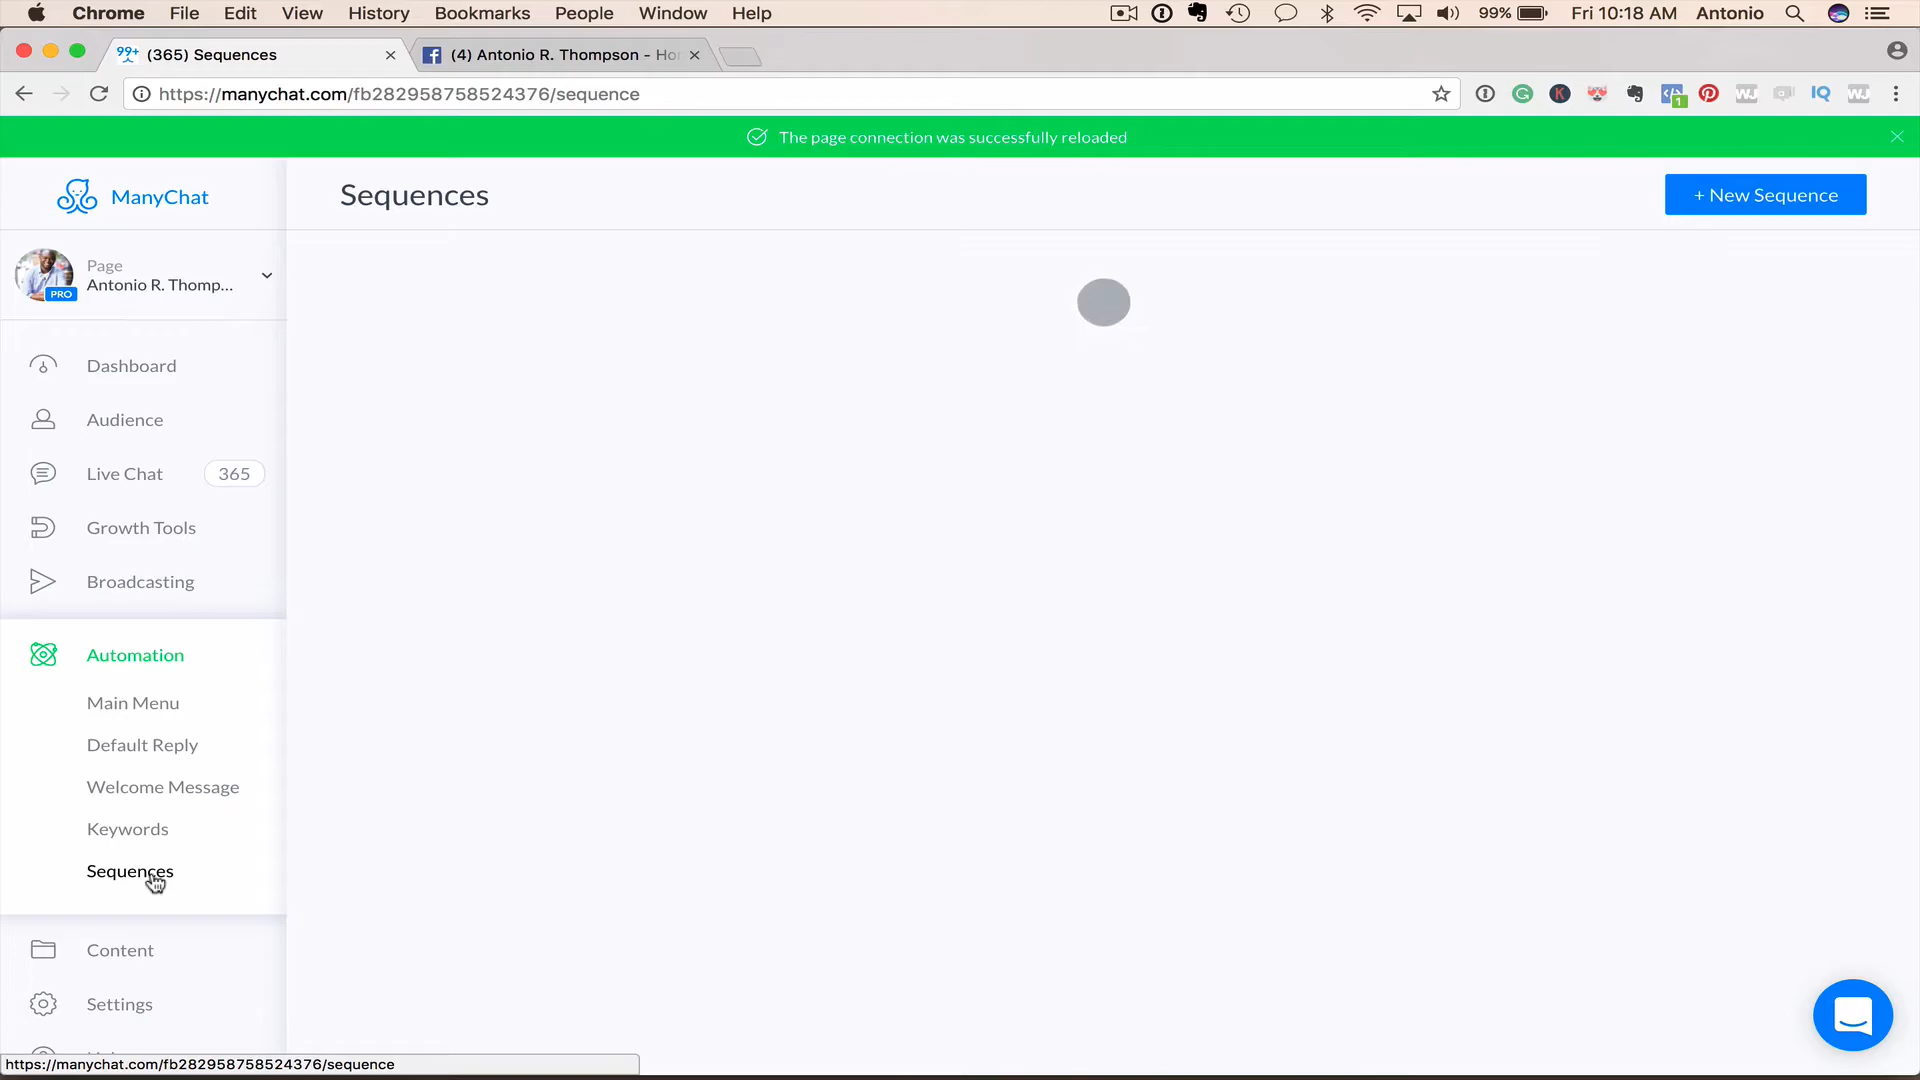 Chrome File Edit View History Bookmarks People Window Help 99% Fri 10:18 AM Antonio
99+ (365) Sequences (4) Antonio R. Thompson - Hor
https://manychat.com/fb282958758524376/sequence
The page connection was successfully reloaded
ManyChat
Sequences
+ New Sequence
Page
Antonio R. Thomp...
PRO
Dashboard
Audience
Live Chat 365
Growth Tools
Broadcasting
Automation
Main Menu
Default Reply
Welcome Message
Keywords
Sequences
Content
Settings
https://manychat.com/fb282958758524376/sequence